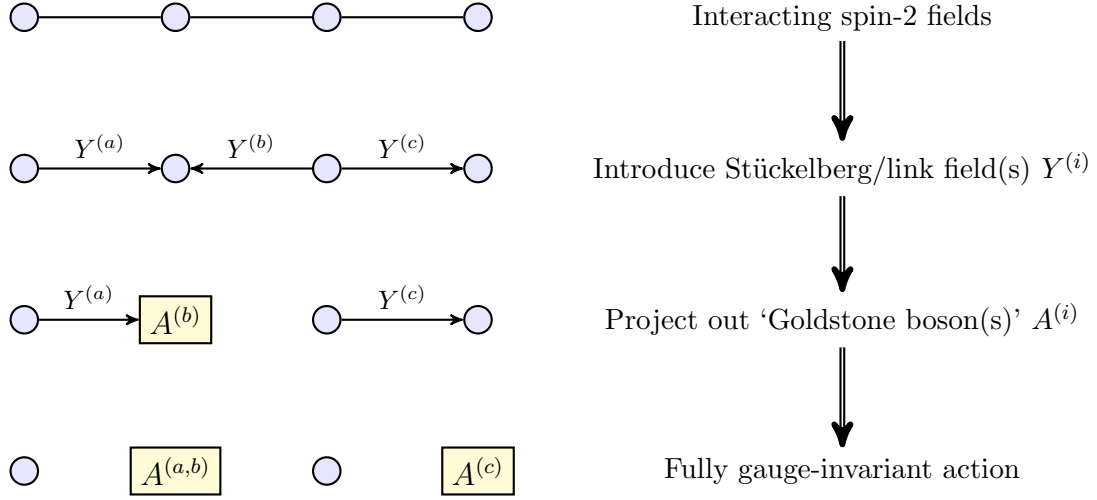 Interacting spin-2 fields
Y^{(a)} Y^{(b)} Y^{(c)}
Introduce Stückelberg/link field(s) Y^{(i)}
Y^{(a)} A^{(b)} Y^{(c)}
Project out ‘Goldstone boson(s)’ A^{(i)}
A^{(a,b)} A^{(c)}
Fully gauge-invariant action